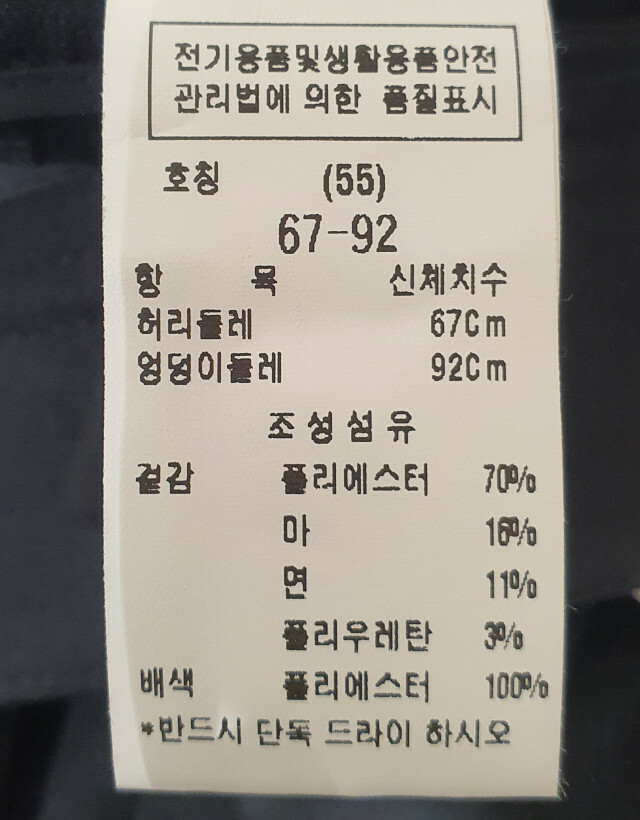 전기용품및생활용품안전
관리법에 의한 품질표시
호칭 (55)
67-92
항 목 신체치수
허리둘레 67Cm
엉덩이둘레 92Cm
조성섬유
겉감 폴리에스터 70%
마 16%
면 11%
폴리우레탄 3%
배색 폴리에스터 100%
*반드시 단독 드라이 하시오